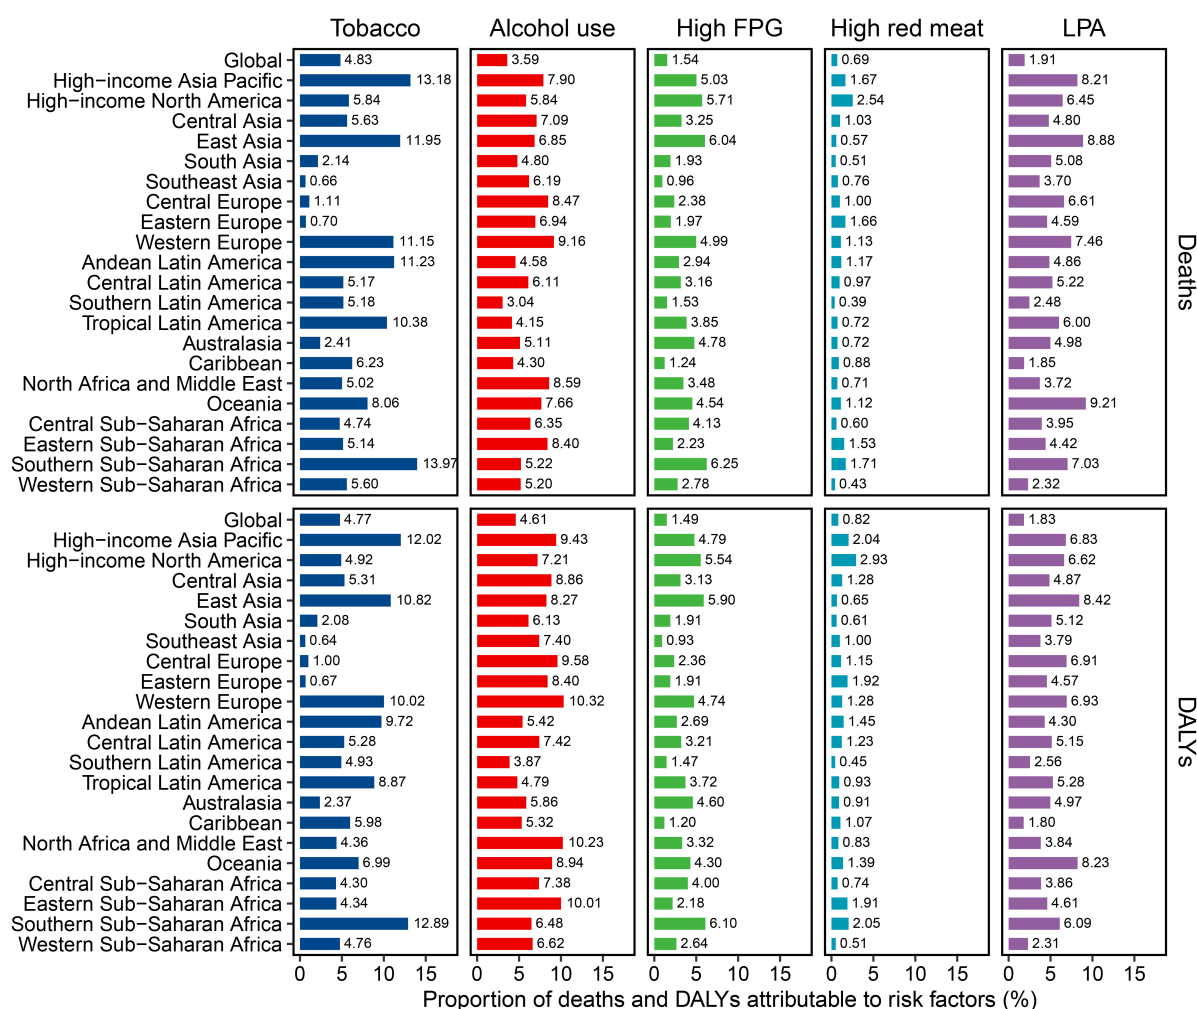 Tobacco Alcohol use High FPG High red meat LPA
Global 4.83 3.59 1.54 0.69 1.91
High−income Asia Pacific 13.18 7.90 5.03 1.67 8.21
High−income North America 5.84 5.84 5.71 2.54 6.45
Central Asia 5.63 7.09 3.25 1.03 4.80
East Asia 11.95 6.85 6.04 0.57 8.88
South Asia 2.14 4.80 1.93 0.51 5.08
Southeast Asia 0.66 6.19 0.96 0.76 3.70
Central Europe 1.11 8.47 2.38 1.00 6.61
Eastern Europe 0.70 6.94 1.97 1.66 4.59
Western Europe 11.15 9.16 4.99 1.13 7.46
Andean Latin America 11.23 4.58 2.94 1.17 4.86
Central Latin America 5.17 6.11 3.16 0.97 5.22
Southern Latin America 5.18 3.04 1.53 0.39 2.48
Tropical Latin America 10.38 4.15 3.85 0.72 6.00
Australasia 2.41 5.11 4.78 0.72 4.98
Caribbean 6.23 4.30 1.24 0.88 1.85
North Africa and Middle East 5.02 8.59 3.48 0.71 3.72
Oceania 8.06 7.66 4.54 1.12 9.21
Central Sub−Saharan Africa 4.74 6.35 4.13 0.60 3.95
Eastern Sub−Saharan Africa 5.14 8.40 2.23 1.53 4.42
Southern Sub−Saharan Africa 13.97 5.22 6.25 1.71 7.03
Western Sub−Saharan Africa 5.60 5.20 2.78 0.43 2.32
Deaths
Global 4.77 4.61 1.49 0.82 1.83
High−income Asia Pacific 12.02 9.43 4.79 2.04 6.83
High−income North America 4.92 7.21 5.54 2.93 6.62
Central Asia 5.31 8.86 3.13 1.28 4.87
East Asia 10.82 8.27 5.90 0.65 8.42
South Asia 2.08 6.13 1.91 0.61 5.12
Southeast Asia 0.64 7.40 0.93 1.00 3.79
Central Europe 1.00 9.58 2.36 1.15 6.91
Eastern Europe 0.67 8.40 1.91 1.92 4.57
Western Europe 10.02 10.32 4.74 1.28 6.93
Andean Latin America 9.72 5.42 2.69 1.45 4.30
Central Latin America 5.28 7.42 3.21 1.23 5.15
Southern Latin America 4.93 3.87 1.47 0.45 2.56
Tropical Latin America 8.87 4.79 3.72 0.93 5.28
Australasia 2.37 5.86 4.60 0.91 4.97
Caribbean 5.98 5.32 1.20 1.07 1.80
North Africa and Middle East 4.36 10.23 3.32 0.83 3.84
Oceania 6.99 8.94 4.30 1.39 8.23
Central Sub−Saharan Africa 4.30 7.38 4.00 0.74 3.86
Eastern Sub−Saharan Africa 4.34 10.01 2.18 1.91 4.61
Southern Sub−Saharan Africa 12.89 6.48 6.10 2.05 6.09
Western Sub−Saharan Africa 4.76 6.62 2.64 0.51 2.31
DALYs
0 5 10 15 0 5 10 15 0 5 10 15 0 5 10 15 0 5 10 15
Proportion of deaths and DALYs attributable to risk factors (%)